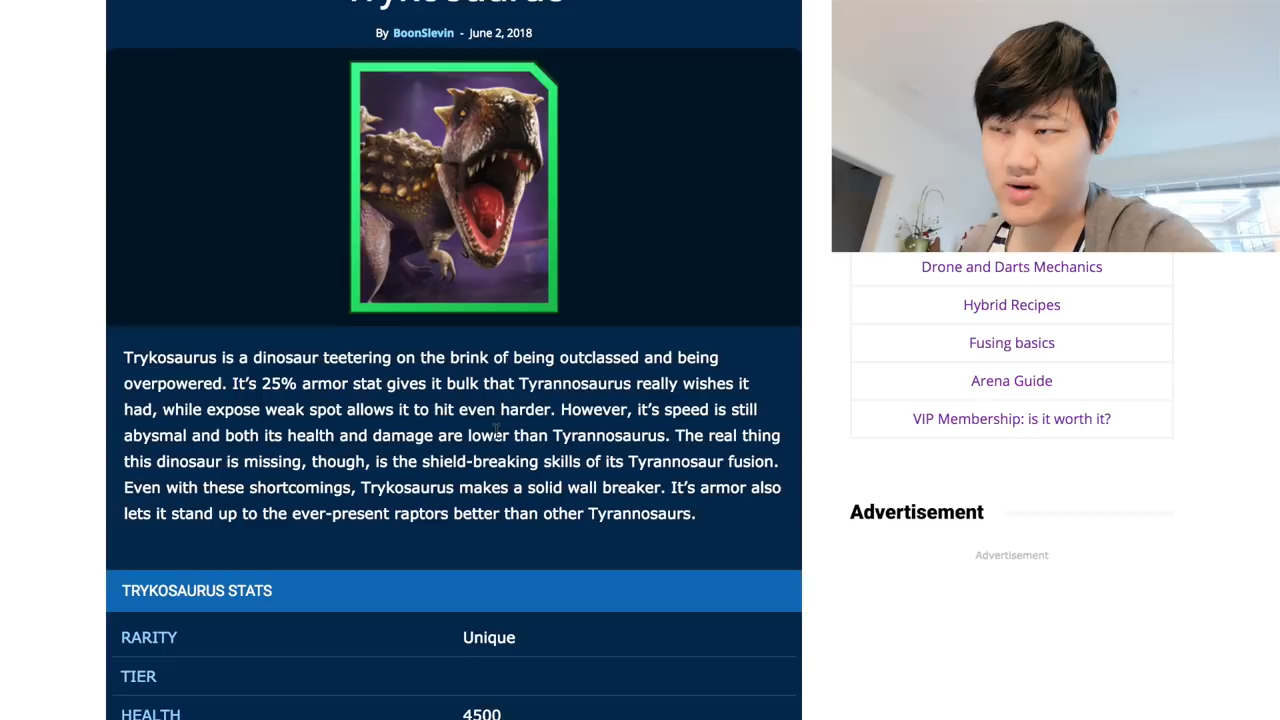 Trykosaurus
By BoonSlevin - June 2, 2018
Trykosaurus is a dinosaur teetering on the brink of being outclassed and being
overpowered. It’s 25% armor stat gives it bulk that Tyrannosaurus really wishes it
had, while expose weak spot allows it to hit even harder. However, it’s speed is still
abysmal and both its health and damage are lower than Tyrannosaurus. The real thing
this dinosaur is missing, though, is the shield-breaking skills of its Tyrannosaur fusion.
Even with these shortcomings, Trykosaurus makes a solid wall breaker. It’s armor also
lets it stand up to the ever-present raptors better than other Tyrannosaurs.
TRYKOSAURUS STATS
RARITY Unique
TIER
HEALTH 4500
Drone and Darts Mechanics
Hybrid Recipes
Fusing basics
Arena Guide
VIP Membership: is it worth it?
Advertisement
Advertisement